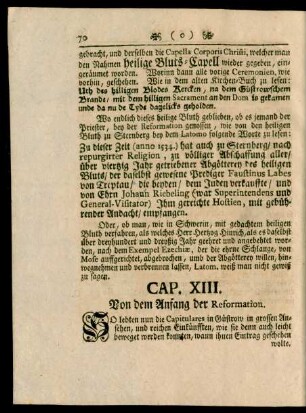 70 (0)
gebracht, und derselben die Capella Corporis Christi, welcher man
den Nahmen heilige Bluts-Capell wieder gegeben, ein-
geräumet worden. Worinn dann alle vorige Ceremonien, wie
vorhin, geschehen. Wie in dem alten Kirchen-Buch zu lesen:
Uth des hilligen Blodes Kercken, na dem Güstrowschem
Brande, mit dem hilligen Sacrament an den Dom is gekamen
unde da nu de Tyde dagelicks geholden.
Wo endlich dieses heilige Bluth geblieben, ob es jemand der
Priester, bey der Reformation genossen, wie von den heiligen
Bluth zu Sternberg bey dem Latomo folgende Worte zu lesen:
Zu dieser Zeit (anno 1534.) hat auch zu Sternberg/ nach
repurgirter Religion, zu völliger Abschaffung aller/
über viertzig Jahr getriebener Abgötterey des heiligen
Bluts, der daselbst gewesene Prediger Faustinus Labes
von Treptau/ die beyden/ dem Juden verkauffte/ und
von Ehrn Johann Riebeling (war Superintendens und
General-Visitator) Ihm gereichte Hostien, mit gebüh-
render Andacht/ empfangen.
Oder, ob man, wie in Schwerin, mit gedachtem heiligen
Bluth verfahren, als welches Herr Hertzog Hinrich, als es daselbst
über dreyhundert und dreyßig Jahr geehret und angebethet wor-
den, nach dem Exempel Ezechiæ, der die ehrne Schlange, von
Mose auffgerichtet, abgebrochen, umb der Abgötterey willen, hin-
wegnehmen und verbrennen lassen, Latom. weiß man nicht gewiß
zu sagen.
CAP. XIII.
Von dem Anfang der Reformation.
SO lebten nun die Capitulares in Güstrow in grossen An-
sehen, und reichen Einkünfften, wie sie denn auch leicht
beweget worden konten, wann ihnen Eintrag geschehen
wolte.